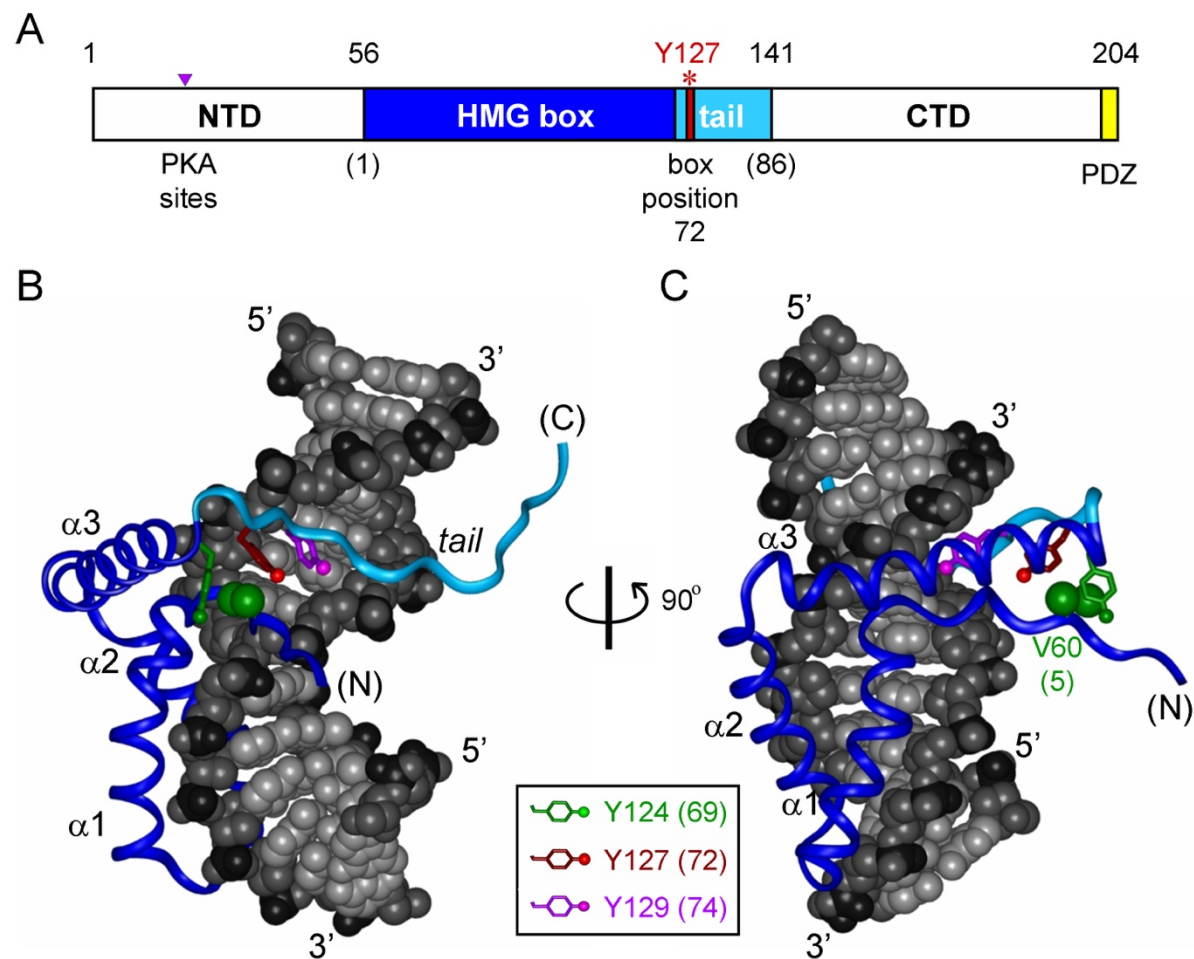 A
1 56 Y127 141 204
*
NTD HMG box tail CTD
PKA sites
(1)
box position 72
(86)
PDZ
B
5’
3’
(C)
α3
tail
α2
(N)
α1
5’
3’
90o
C
5’
3’
α3
V60
(5)
(N)
α2
5’
α1
3’
Y124 (69)
Y127 (72)
Y129 (74)